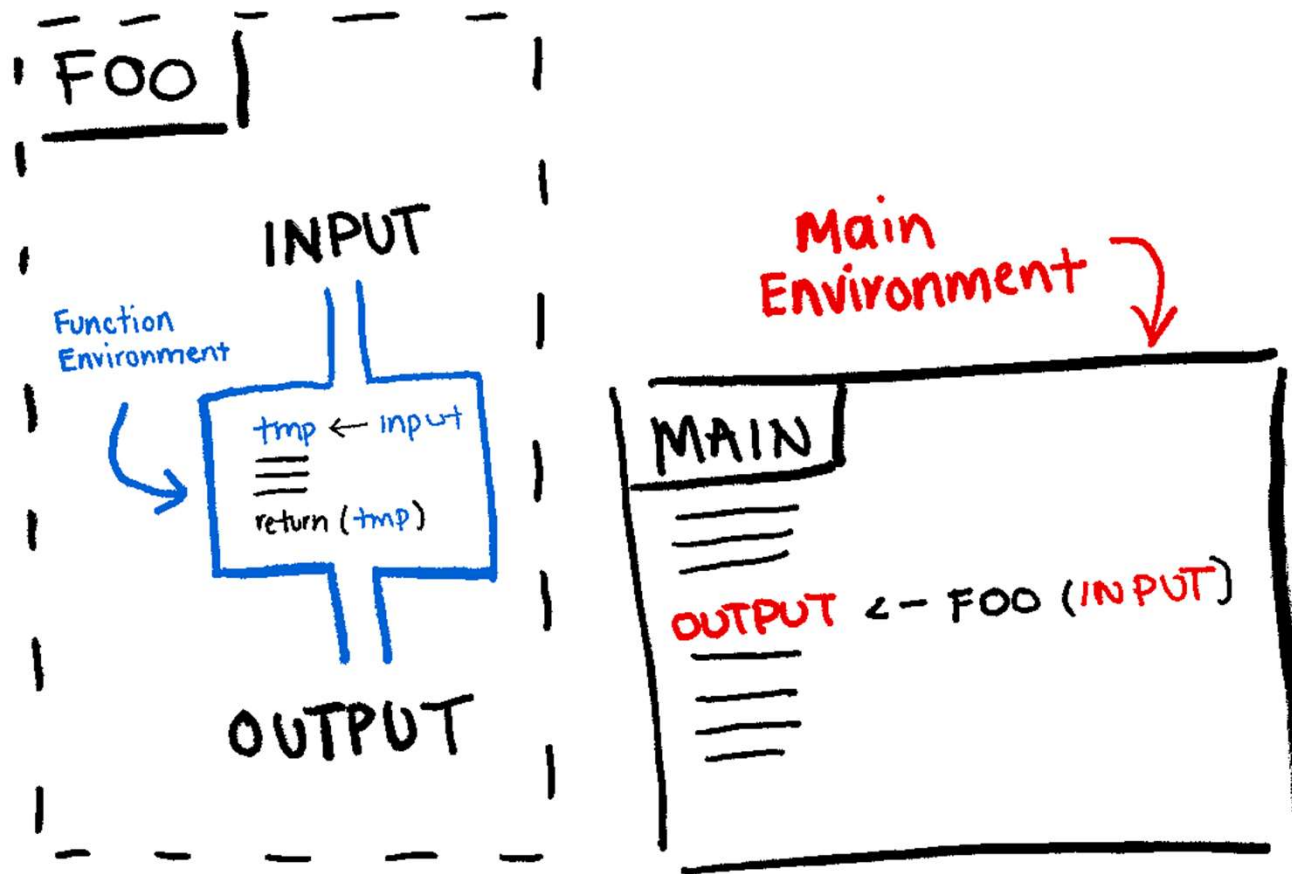 FOO
INPUT
Function
Environment
tmp ← input
return (tmp)
OUTPUT
Main
Environment
MAIN
OUTPUT <- FOO (INPUT)